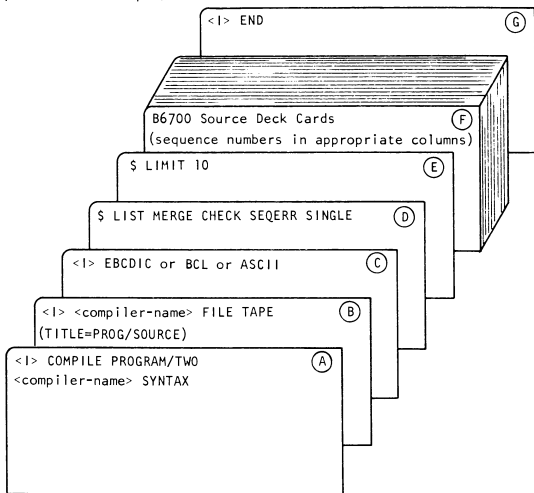 <I> END
G
B6700 Source Deck Cards
F
(sequence numbers in appropriate columns)
$ LIMIT 10
E
$ LIST MERGE CHECK SEQERR SINGLE
D
<I> EBCDIC or BCL or ASCII
C
<I> <compiler-name> FILE TAPE
B
(TITLE=PROG/SOURCE)
<I> COMPILE PROGRAM/TWO
A
<compiler-name> SYNTAX